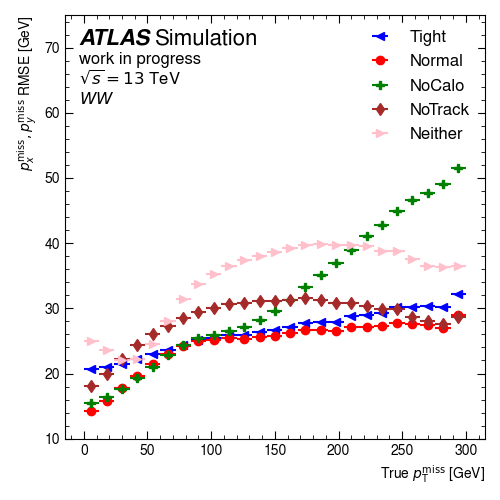 ATLAS Simulation
work in progress
√s = 13 TeV
WW
Tight
Normal
NoCalo
NoTrack
Neither
p_x^miss, p_y^miss RMSE [GeV]
70
60
50
40
30
20
10
0 50 100 150 200 250 300
True p_T^miss [GeV]